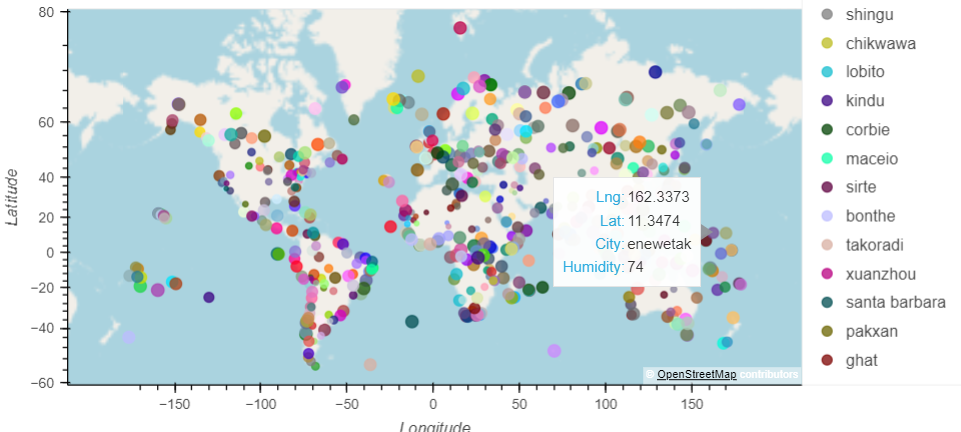 80
60
40
20
0
−20
−40
−60
Latitude
−150
−100
−50
0
50
100
150
Longitude
Lng: 162.3373
Lat: 11.3474
City: enewetak
Humidity: 74
© OpenStreetMap contributors
shingu
chikwawa
lobito
kindu
corbie
maceio
sirte
bonthe
takoradi
xuanzhou
santa barbara
pakxan
ghat